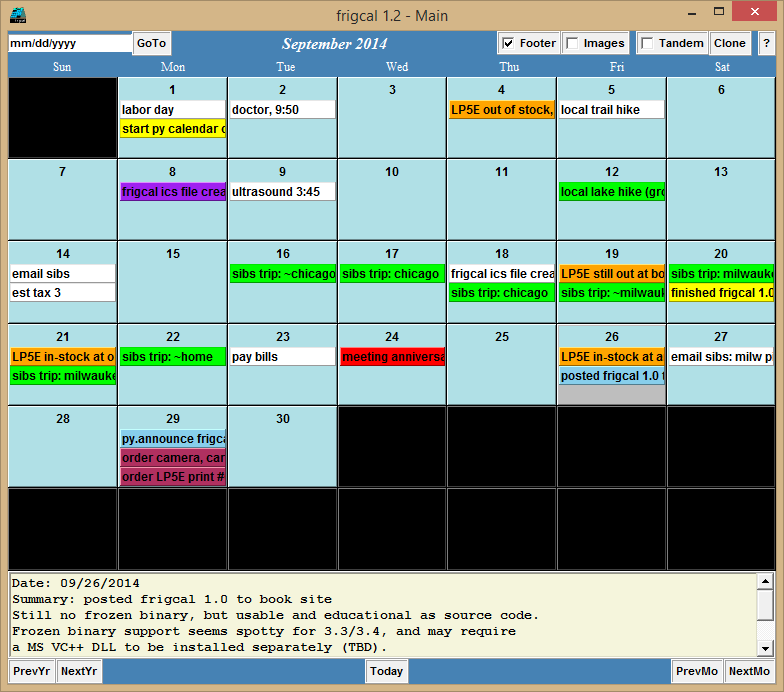 frigcal 1.2 - Main
mm/dd/yyyy GoTo September 2014 Footer Images Tandem Clone ?
Sun Mon Tue Wed Thu Fri Sat
1 2 3 4 5 6
labor day doctor, 9:50 LP5E out of stock, local trail hike
start py calendar
7 8 9 10 11 12 13
frigcal ics file crea ultrasound 3:45 local lake hike (gro
14 15 16 17 18 19 20
email sibs sibs trip: ~chicago sibs trip: chicago frigcal ics file crea LP5E still out at bo sibs trip: milwauke
est tax 3 sibs trip: chicago sibs trip: ~milwauk finished frigcal 1.0
21 22 23 24 25 26 27
LP5E in-stock at o sibs trip: ~home pay bills meeting anniversa LP5E in-stock at a email sibs: milw p
sibs trip: milwauke posted frigcal 1.0 t
28 29 30
py.announce frigca
order camera, car
order LP5E print #
Date: 09/26/2014
Summary: posted frigcal 1.0 to book site
Still no frozen binary, but usable and educational as source code.
Frozen binary support seems spotty for 3.3/3.4, and may require
a MS VC++ DLL to be installed separately (TBD).
PrevYr NextYr Today PrevMo NextMo